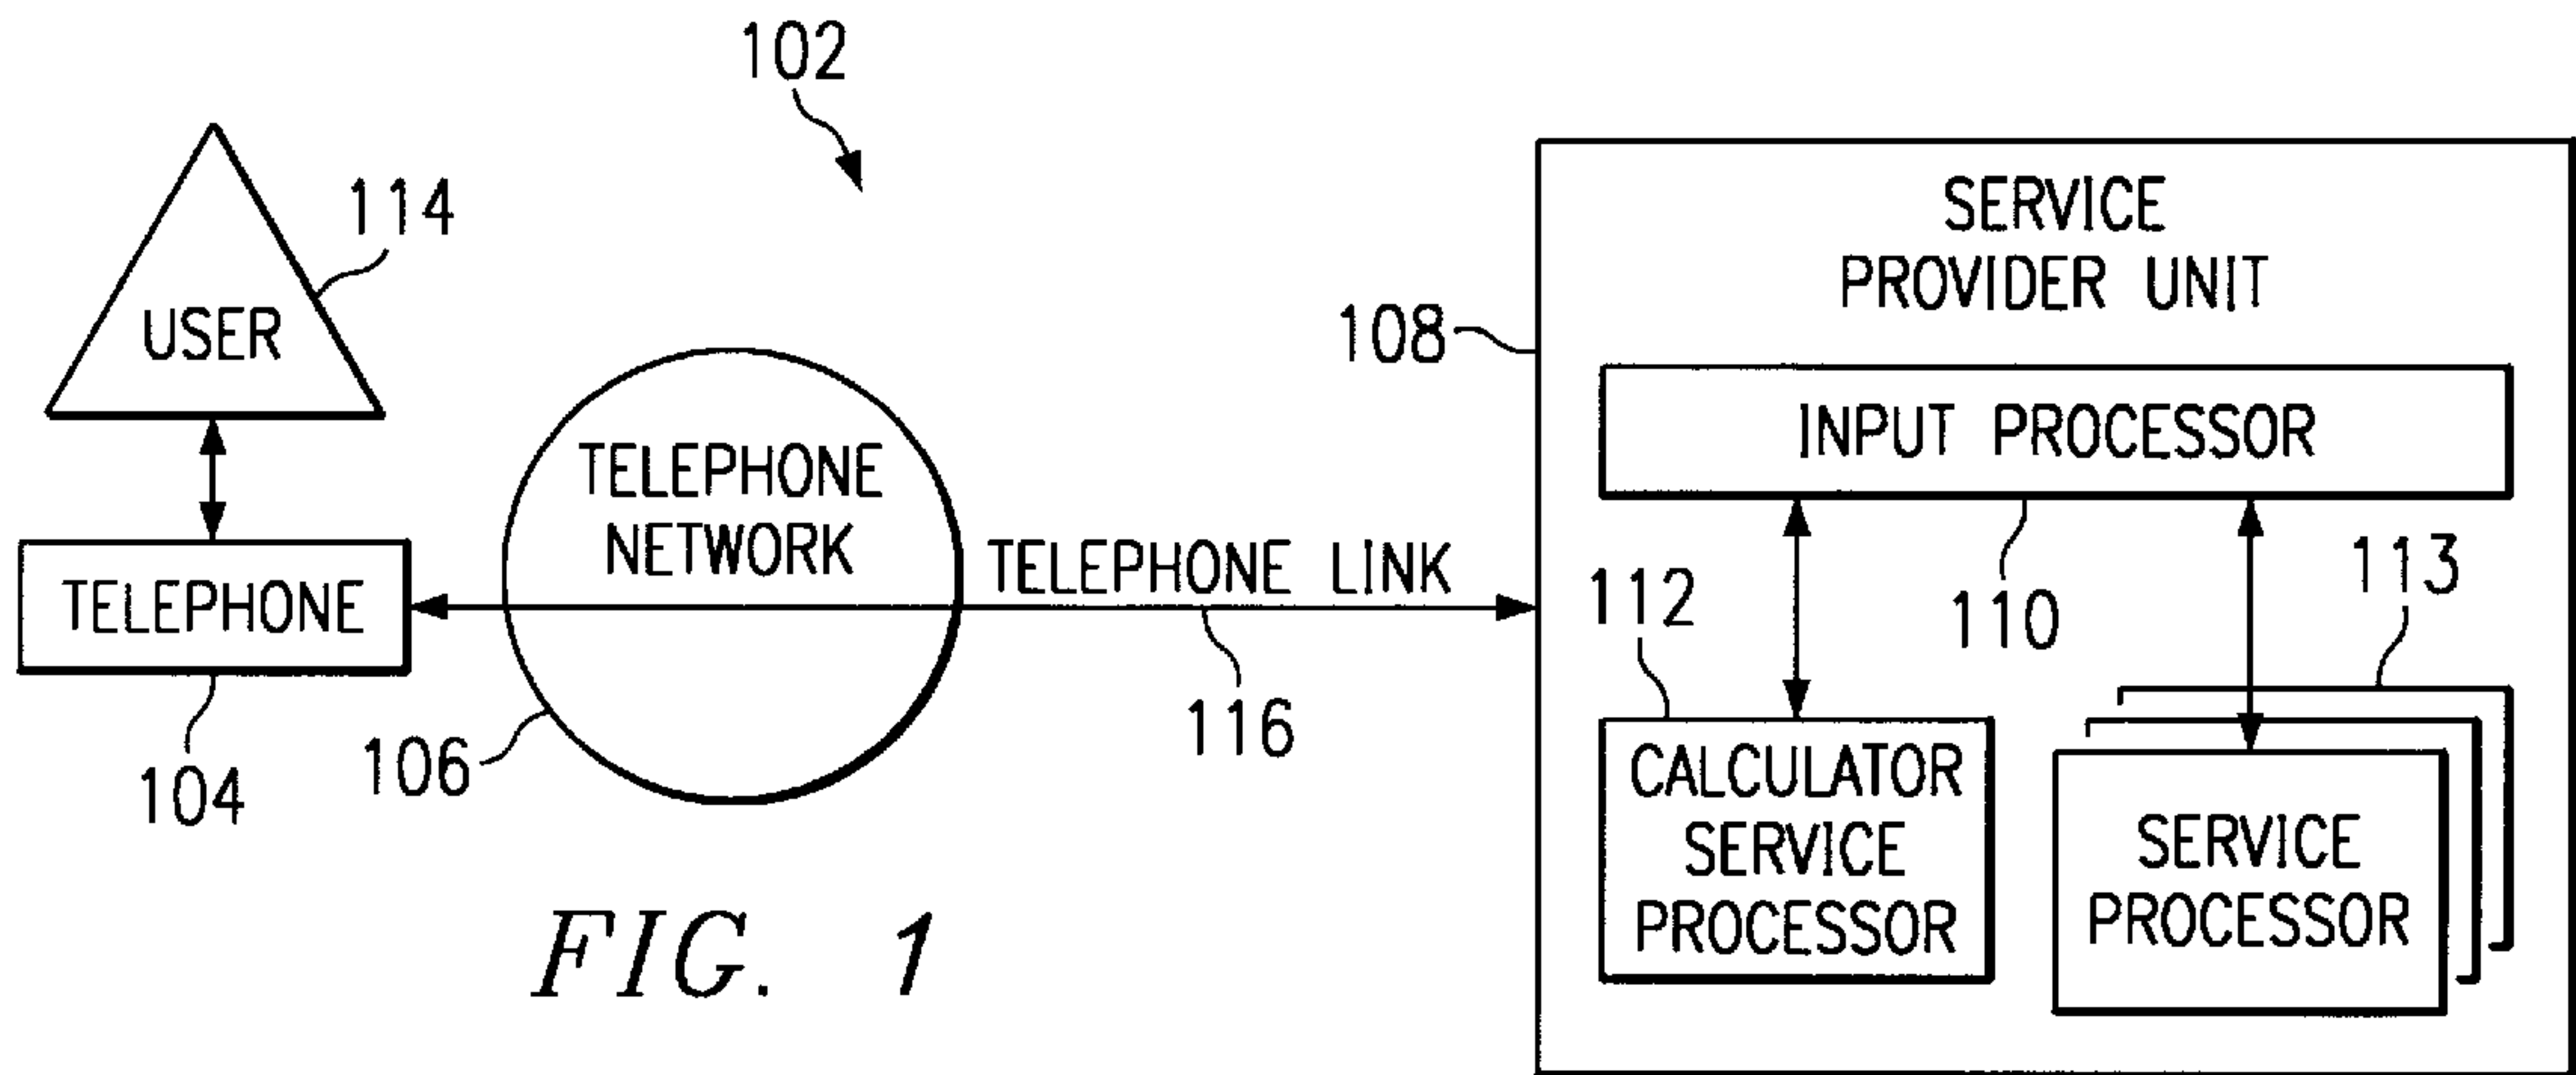 102
114
USER
TELEPHONE
104
TELEPHONE
NETWORK
106
TELEPHONE LINK
116
108
SERVICE
PROVIDER UNIT
INPUT PROCESSOR
110
112
113
CALCULATOR
SERVICE
PROCESSOR
SERVICE
PROCESSOR
FIG. 1